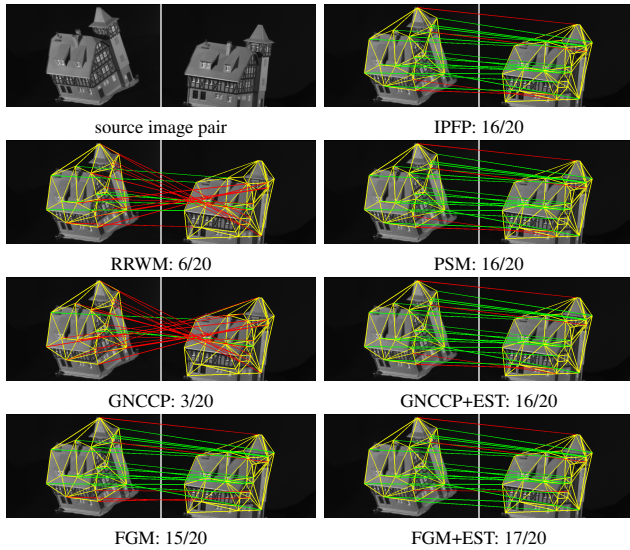 source image pair
IPFP: 16/20
RRWM: 6/20
PSM: 16/20
GNCCP: 3/20
GNCCP+EST: 16/20
FGM: 15/20
FGM+EST: 17/20